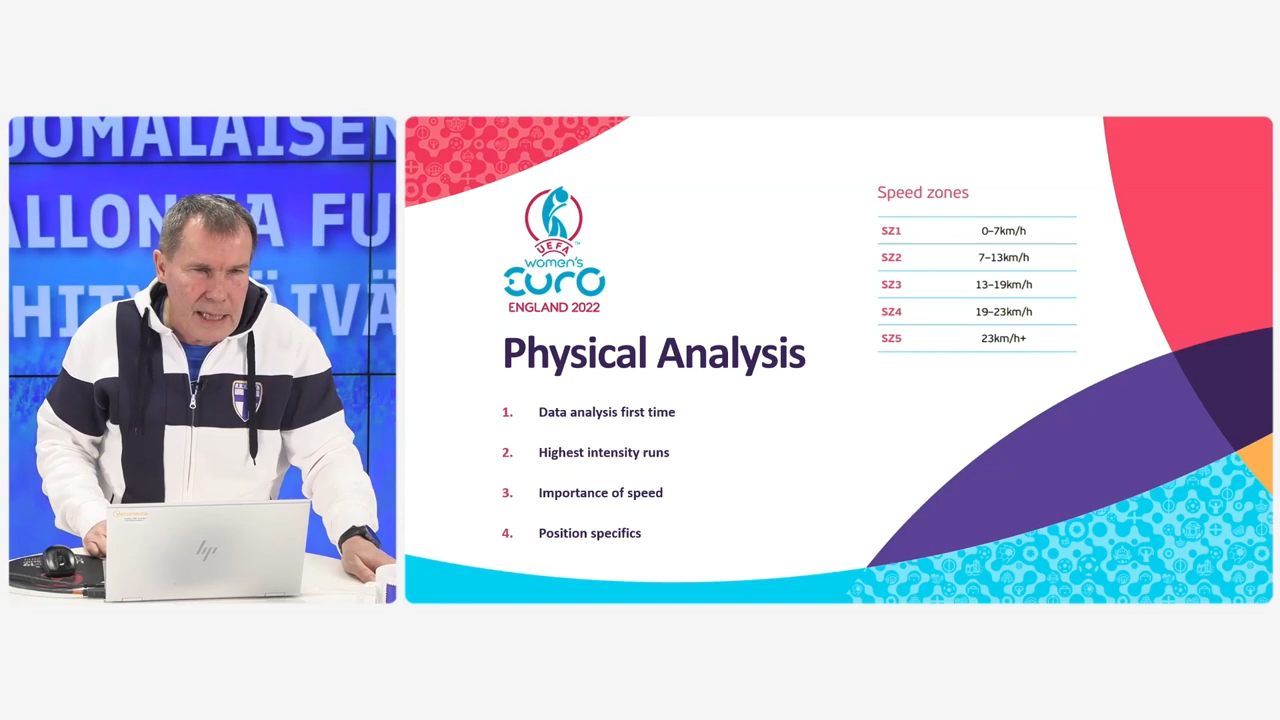 UOMALAISEN
ALLON JA FU
hp
UEFA
women's
EURO
ENGLAND 2022
Physical Analysis
1. Data analysis first time
2. Highest intensity runs
3. Importance of speed
4. Position specifics
Speed zones
SZ1 0–7km/h
SZ2 7–13km/h
SZ3 13–19km/h
SZ4 19–23km/h
SZ5 23km/h+